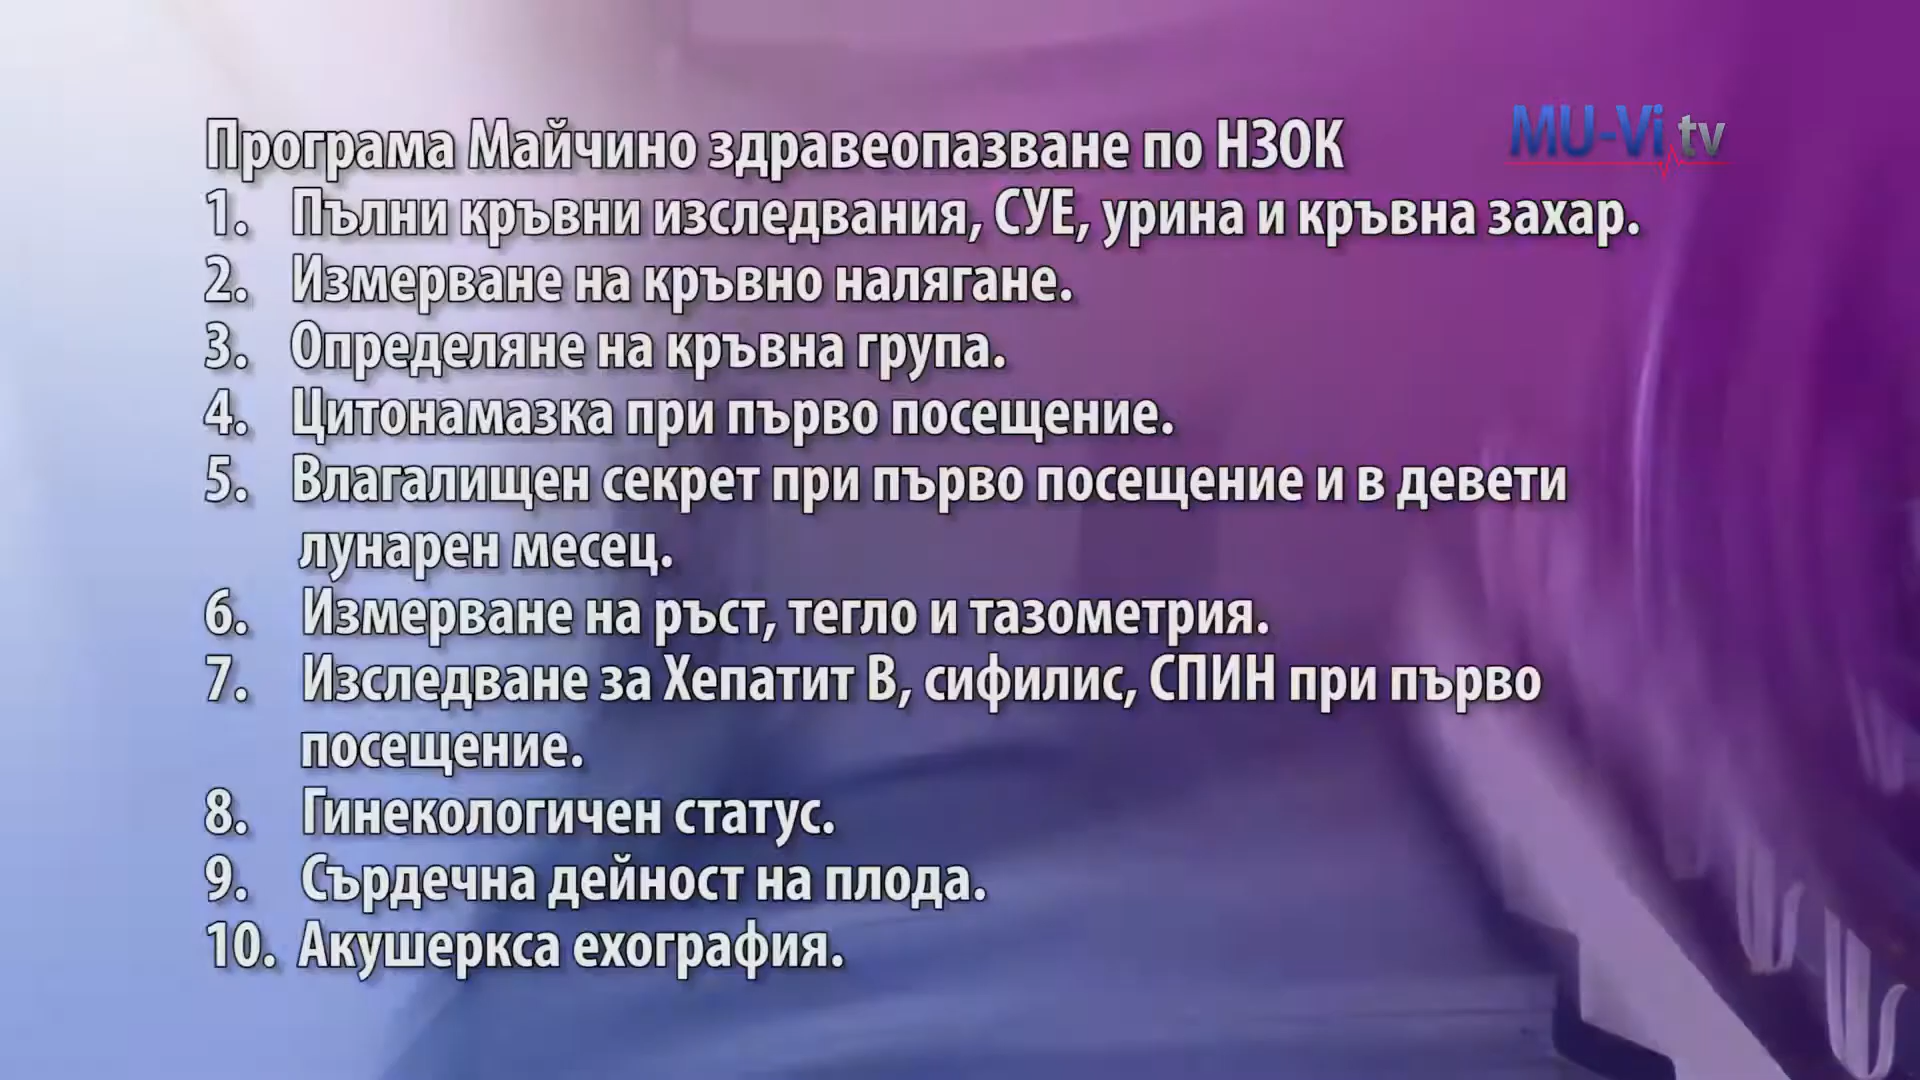 Програма Майчино здравеопазване по НЗОК
MU-Vi.tv
1. Пълни кръвни изследвания, СУЕ, урина и кръвна захар.
2. Измерване на кръвно налягане.
3. Определяне на кръвна група.
4. Цитонамазка при първо посещение.
5. Влагалищен секрет при първо посещение и в девети
лунарен месец.
6. Измерване на ръст, тегло и тазометрия.
7. Изследване за Хепатит В, сифилис, СПИН при първо
посещение.
8. Гинекологичен статус.
9. Сърдечна дейност на плода.
10. Акушеркса ехография.